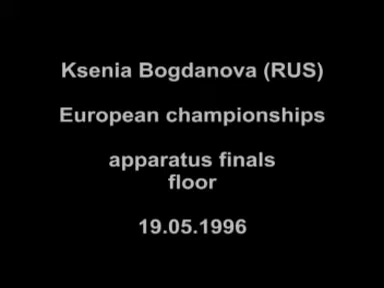 Ksenia Bogdanova (RUS)
European championships
apparatus finals
floor
19.05.1996